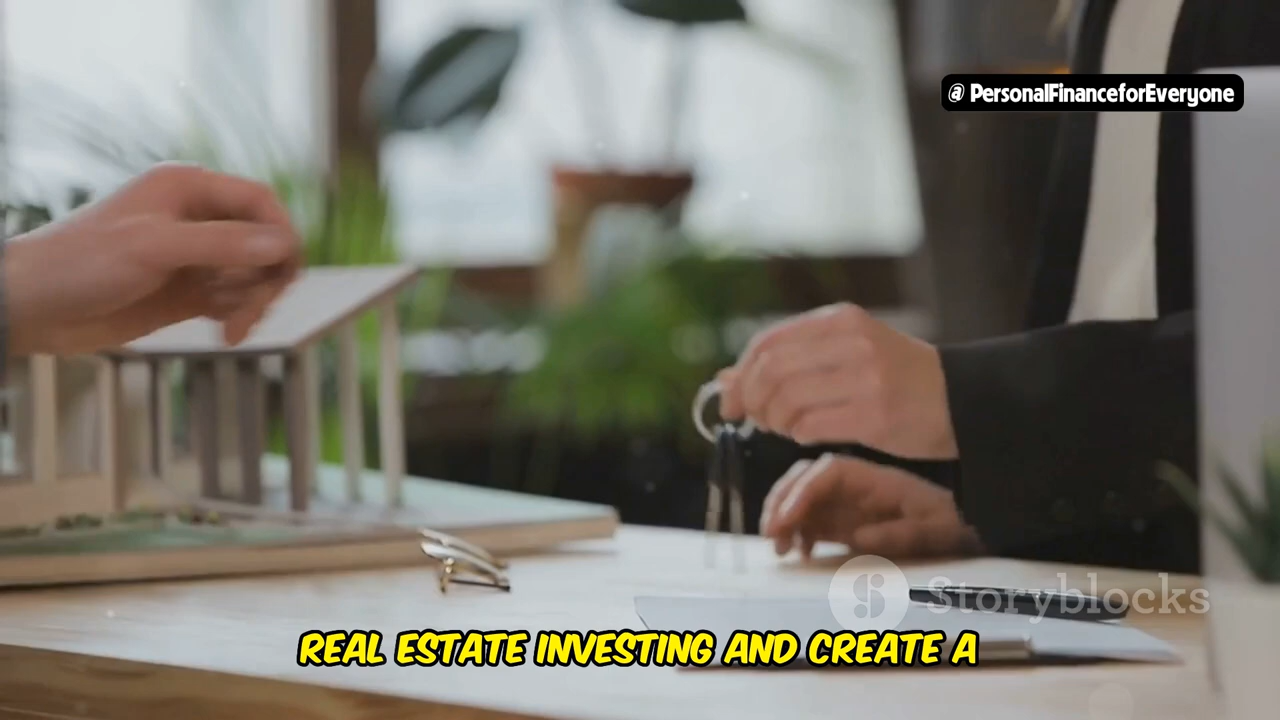 @ PersonalFinanceforEveryone
Storyblocks
REAL ESTATE INVESTING AND CREATE A